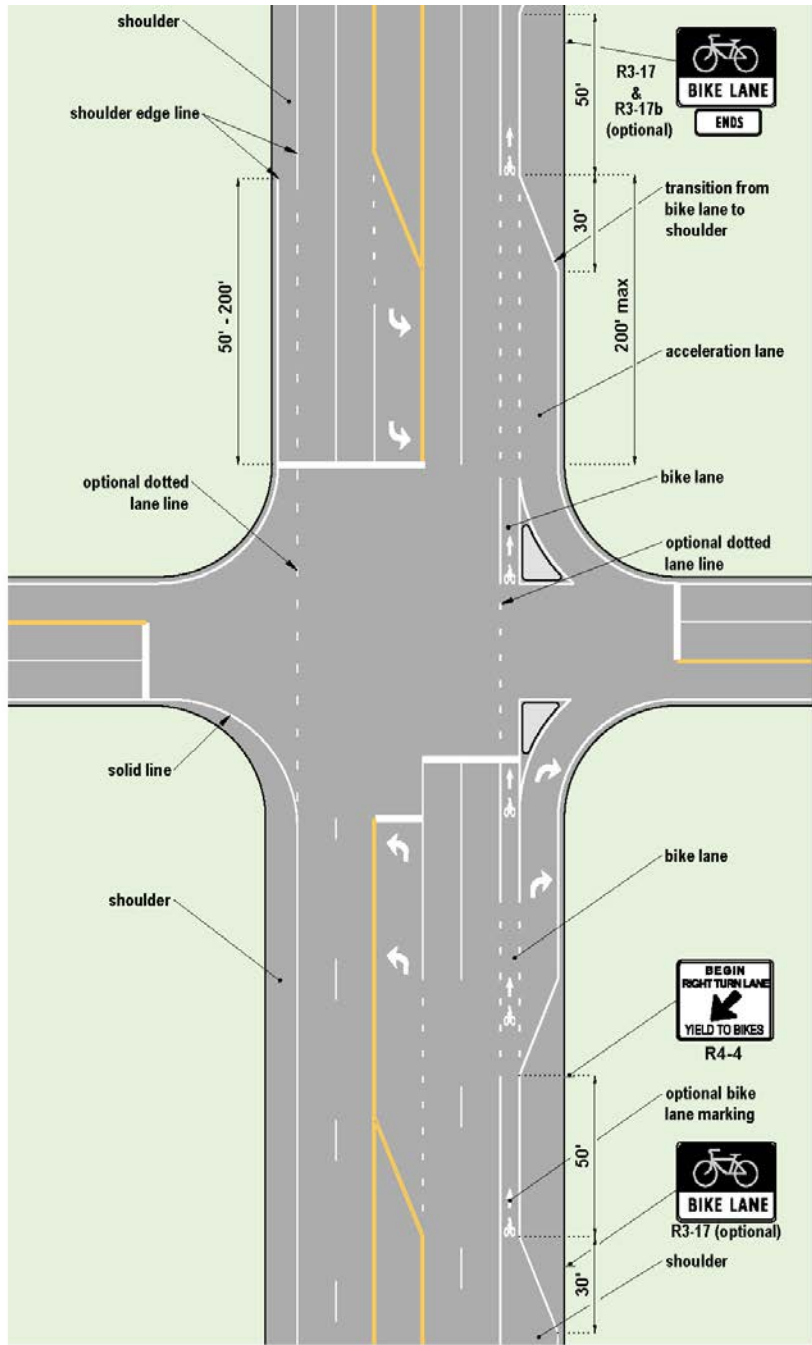 shoulder
shoulder edge line
50' - 200'
optional dotted
lane line
solid line
shoulder
50'
R3-17
&
R3-17b
(optional)
BIKE LANE
ENDS
30'
transition from
bike lane to
shoulder
200' max
acceleration lane
bike lane
optional dotted
lane line
bike lane
BEGIN
RIGHT TURN LANE
YIELD TO BIKES
R4-4
optional bike
lane marking
50'
BIKE LANE
R3-17 (optional)
shoulder
30'